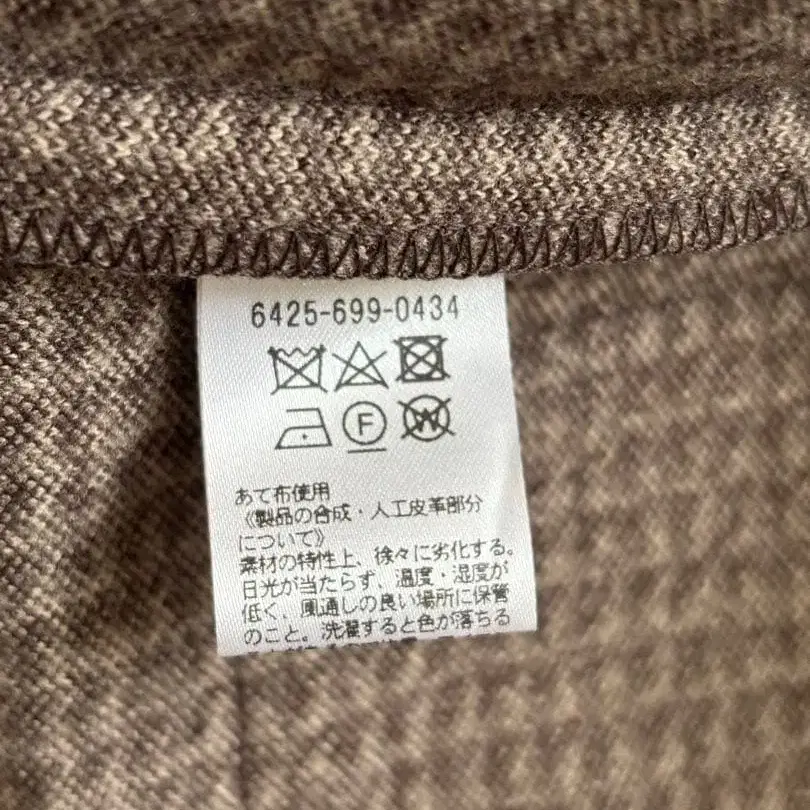 6425-699-0434
F
W
あて布使用
《製品の合成・人工皮革部分
について》
素材の特性上、徐々に劣化する。
日光が当たらず、温度・湿度が
低く、風通しの良い場所に保管
のこと。洗濯すると色が落ちる